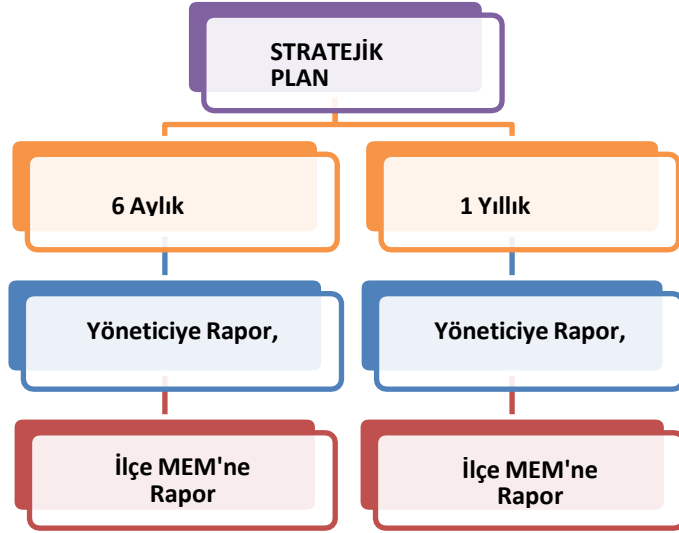 STRATEJİK
PLAN
6 Aylık
1 Yıllık
Yöneticiye Rapor,
Yöneticiye Rapor,
İlçe MEM'ne
Rapor
İlçe MEM'ne
Rapor